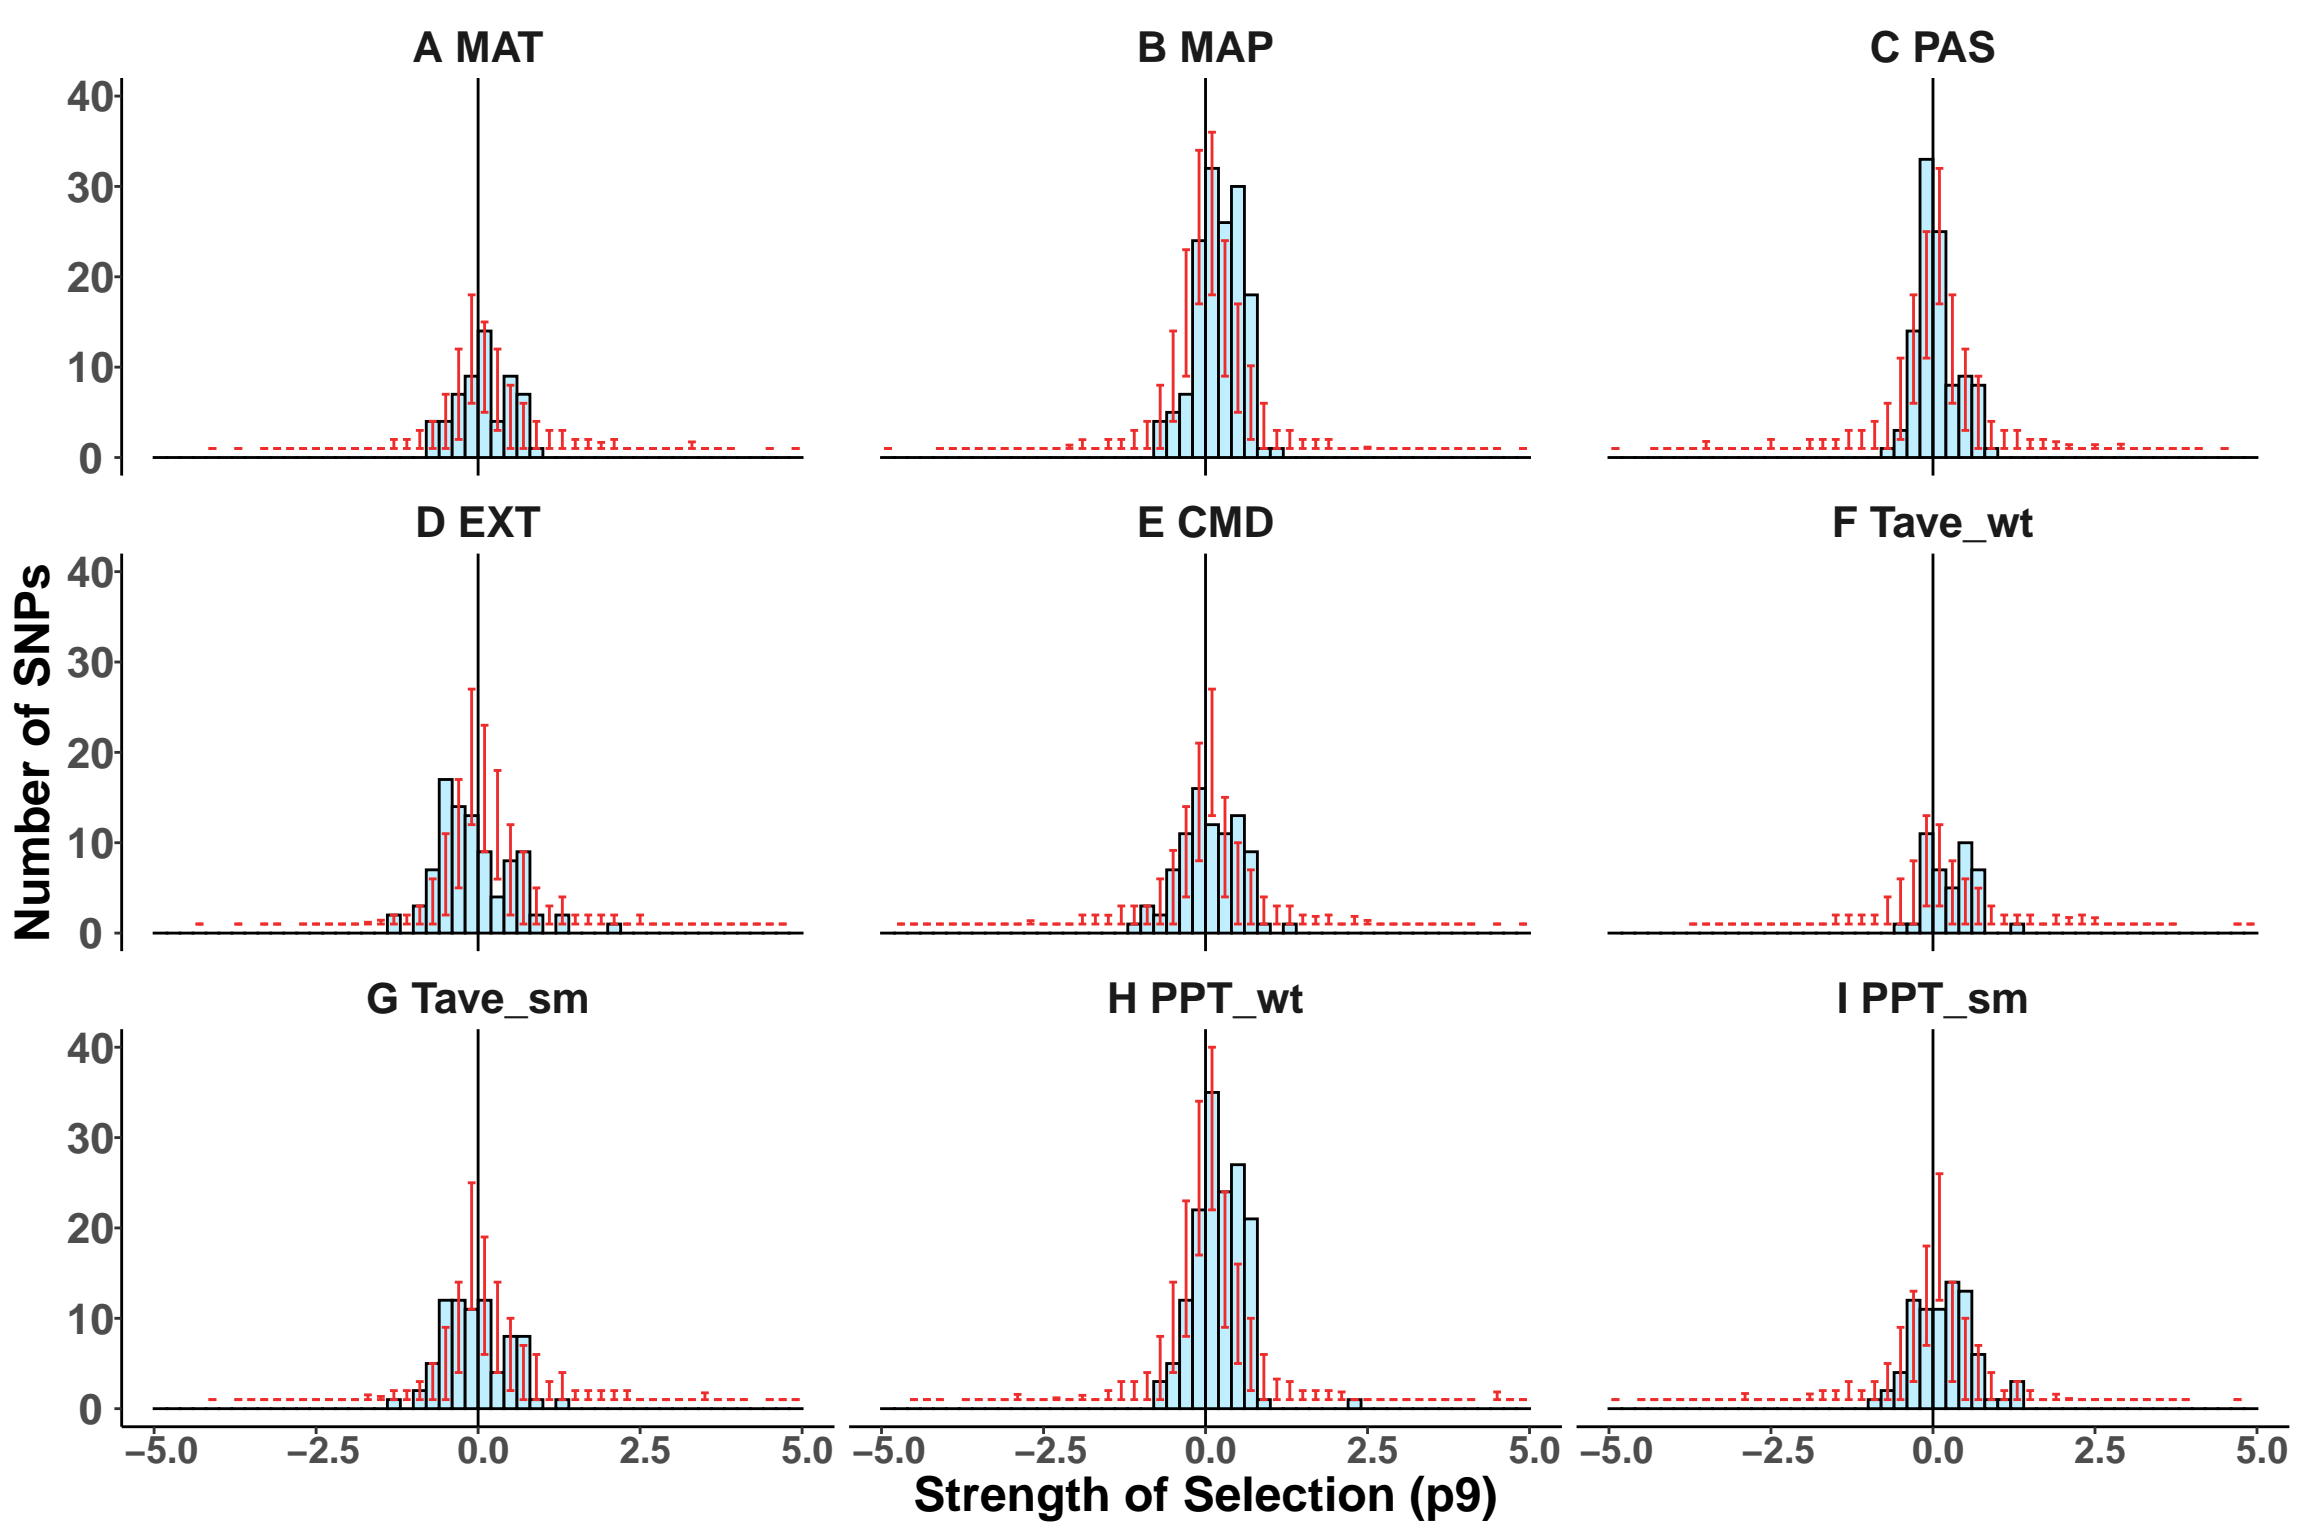 A MAT
B MAP
C PAS
40
30
20
10
0
D EXT
E CMD
F Tave_wt
40
30
20
10
0
G Tave_sm
H PPT_wt
I PPT_sm
40
30
20
10
0
Number of SNPs
−5.0 −2.5 0.0 2.5 5.0
−5.0 −2.5 0.0 2.5 5.0
−5.0 −2.5 0.0 2.5 5.0
Strength of Selection (p9)